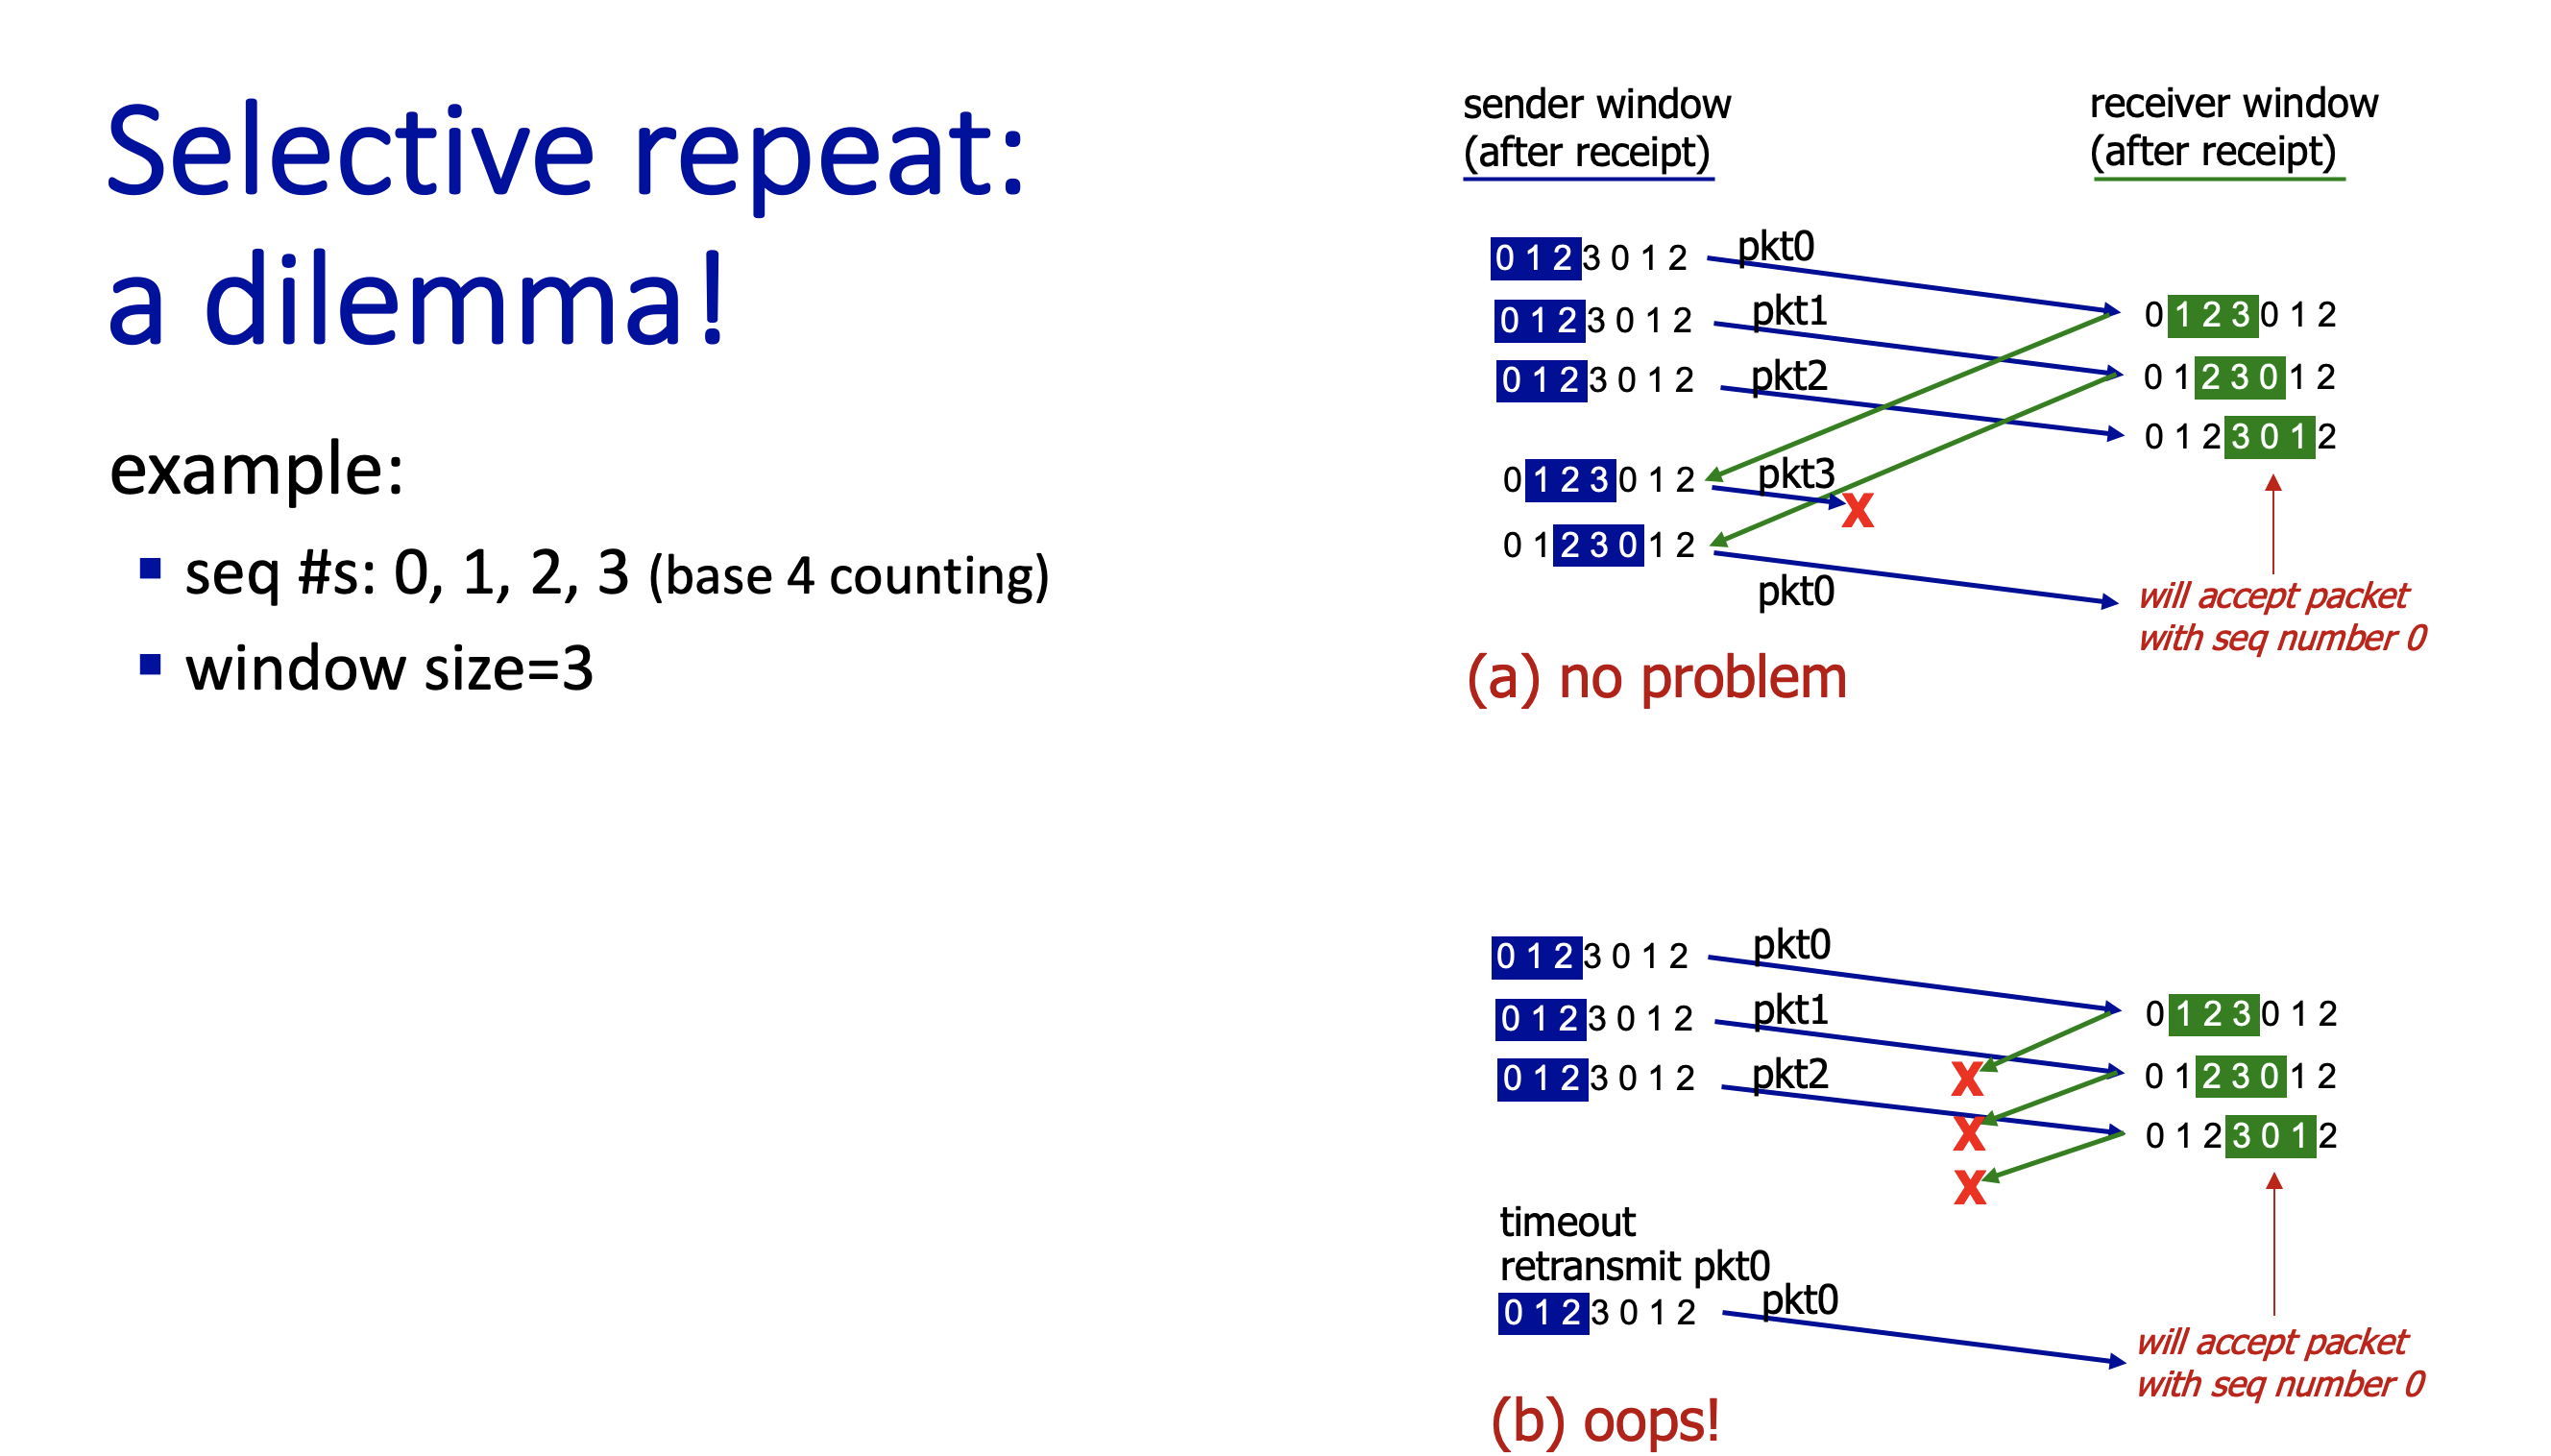 Selective repeat:
a dilemma!
example:
seq #s: 0, 1, 2, 3 (base 4 counting)
window size=3
sender window
(after receipt)
receiver window
(after receipt)
0 1 2 3 0 1 2
pkt0
0 1 2 3 0 1 2
pkt1
0 1 2 3 0 1 2
0 1 2 3 0 1 2
pkt2
0 1 2 3 0 1 2
0 1 2 3 0 1 2
0 1 2 3 0 1 2
pkt3
X
0 1 2 3 0 1 2
pkt0
will accept packet
with seq number 0
(a) no problem
0 1 2 3 0 1 2
pkt0
0 1 2 3 0 1 2
pkt1
0 1 2 3 0 1 2
0 1 2 3 0 1 2
pkt2
X
0 1 2 3 0 1 2
X
0 1 2 3 0 1 2
X
timeout
retransmit pkt0
0 1 2 3 0 1 2
pkt0
will accept packet
with seq number 0
(b) oops!